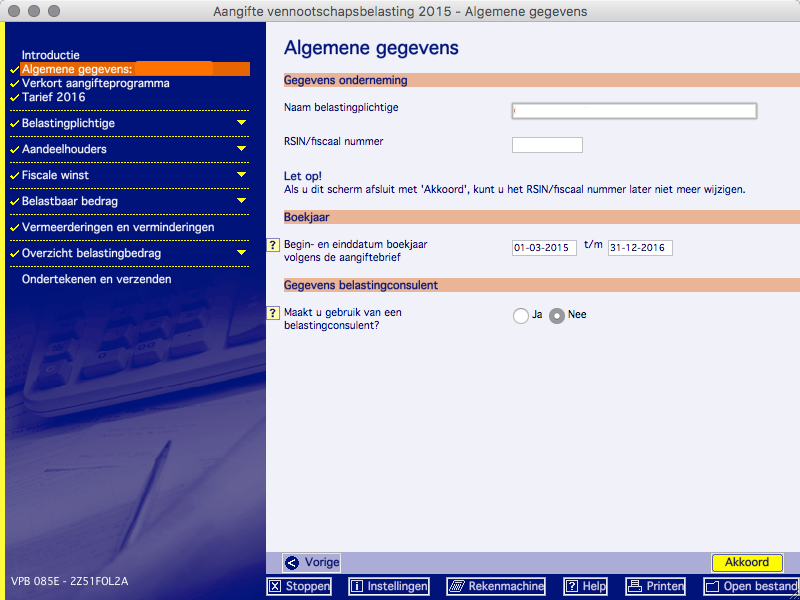 Aangifte vennootschapsbelasting 2015 - Algemene gegevens
Introductie
Algemene gegevens:
Verkort aangifteprogramma
Tarief 2016
Belastingplichtige
Aandeelhouders
Fiscale winst
Belastbaar bedrag
Vermeerderingen en verminderingen
Overzicht belastingbedrag
Ondertekenen en verzenden
VPB 085E - 2Z51FOL2A
Algemene gegevens
Gegevens onderneming
Naam belastingplichtige
RSIN/fiscaal nummer
Let op!
Als u dit scherm afsluit met 'Akkoord', kunt u het RSIN/fiscaal nummer later niet meer wijzigen.
Boekjaar
? Begin- en einddatum boekjaar
volgens de aangiftebrief
01-03-2015 t/m 31-12-2016
Gegevens belastingconsulent
? Maakt u gebruik van een
belastingconsulent?
Ja Nee
Vorige Akkoord
Stoppen Instellingen Rekenmachine ? Help Printen Open bestand